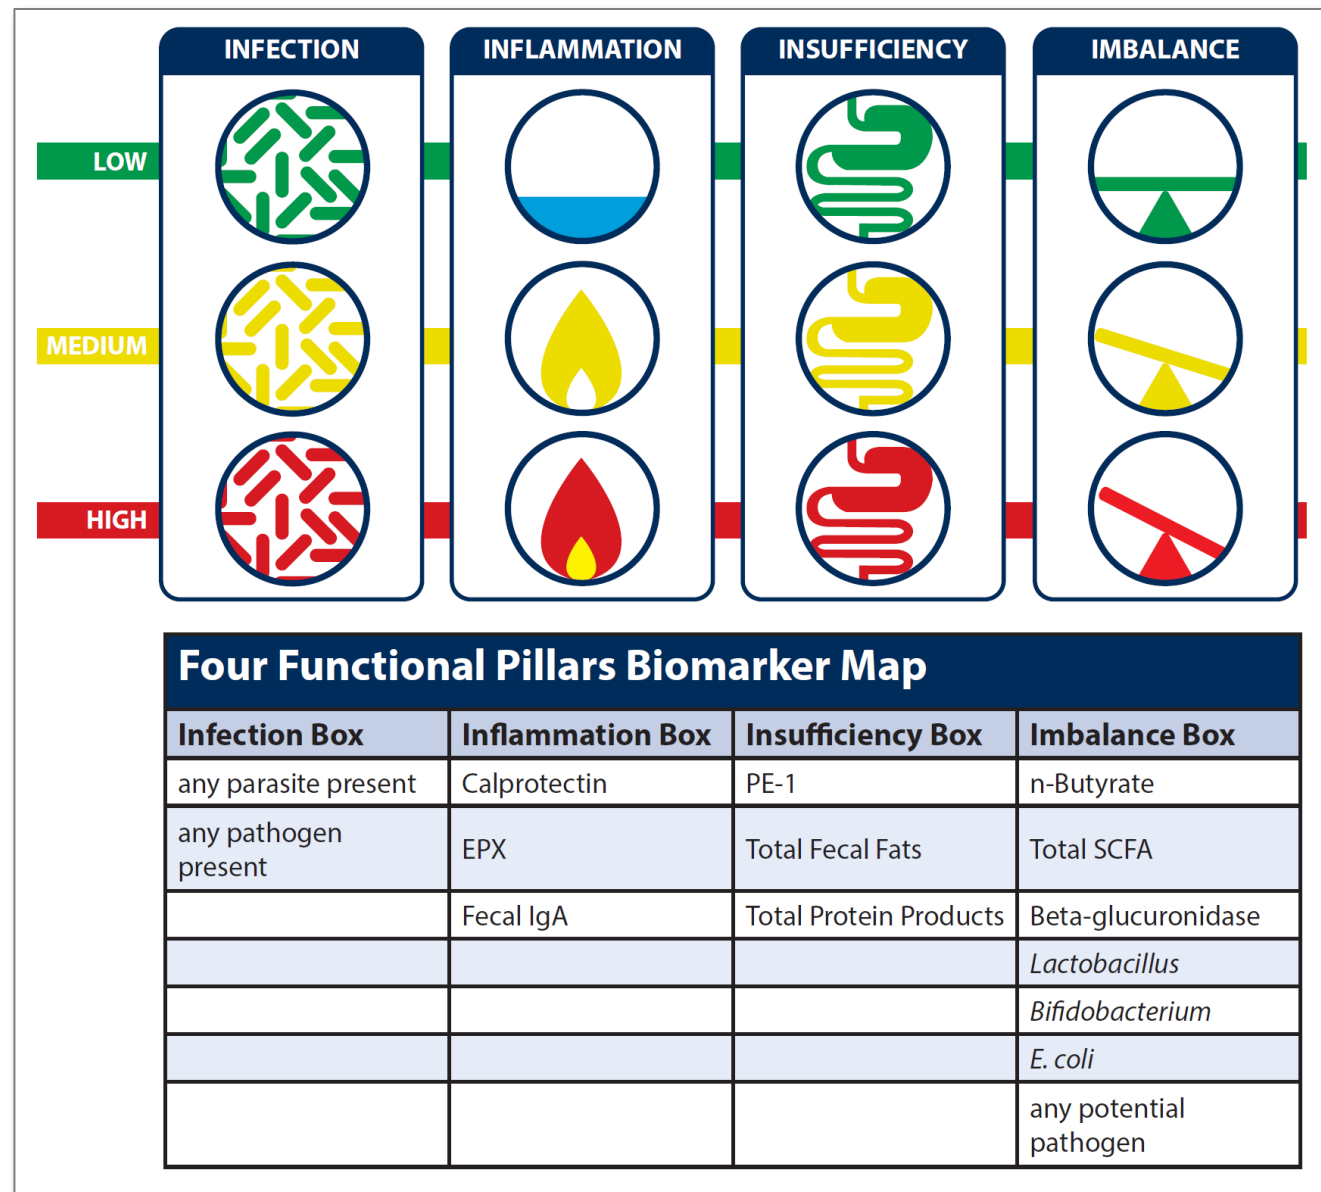 INFECTION INFLAMMATION INSUFFICIENCY IMBALANCE
LOW
MEDIUM
HIGH
Four Functional Pillars Biomarker Map
Infection Box Inflammation Box Insufficiency Box Imbalance Box
any parasite present Calprotectin PE-1 n-Butyrate
any pathogen
present EPX Total Fecal Fats Total SCFA
Fecal IgA Total Protein Products Beta-glucuronidase
Lactobacillus
Bifidobacterium
E. coli
any potential
pathogen